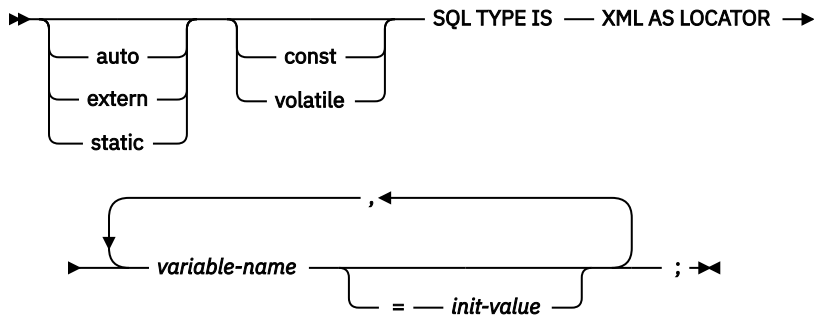 SQL TYPE IS XML AS LOCATOR
auto const
extern volatile
static
,
variable-name ;
= init-value